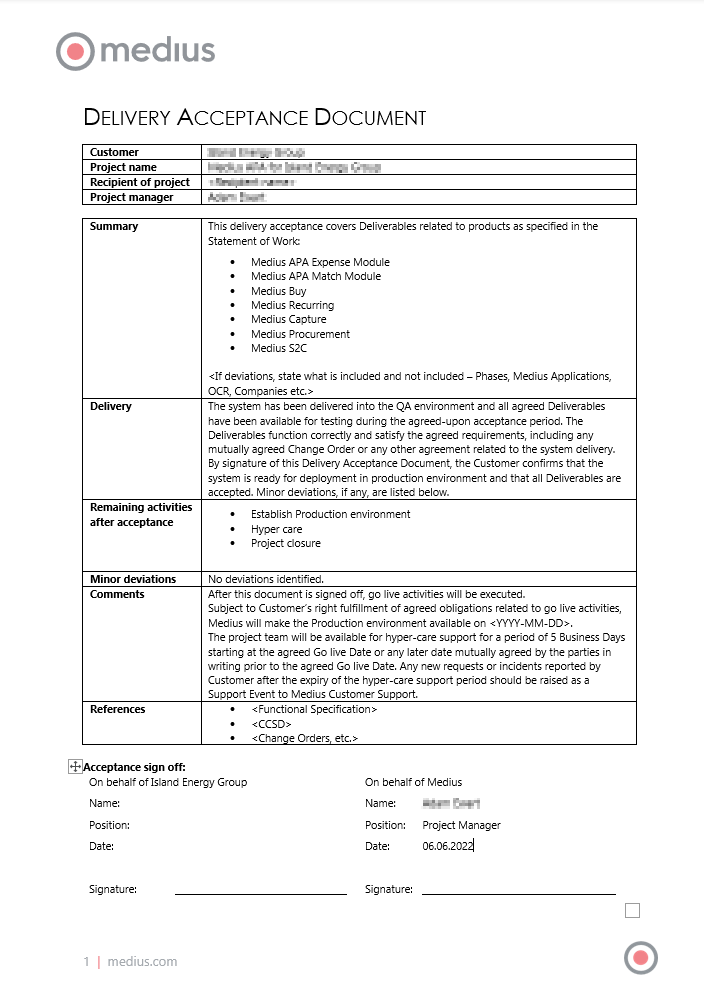 medius
DELIVERY ACCEPTANCE DOCUMENT
Customer
Project name
Recipient of project
Project manager
Summary
This delivery acceptance covers Deliverables related to products as specified in the
Statement of Work:
• Medius APA Expense Module
• Medius APA Match Module
• Medius Buy
• Medius Recurring
• Medius Capture
• Medius Procurement
• Medius S2C
<If deviations, state what is included and not included – Phases, Medius Applications,
OCR, Companies etc.>
Delivery
The system has been delivered into the QA environment and all agreed Deliverables
have been available for testing during the agreed-upon acceptance period. The
Deliverables function correctly and satisfy the agreed requirements, including any
mutually agreed Change Order or any other agreement related to the system delivery.
By signature of this Delivery Acceptance Document, the Customer confirms that the
system is ready for deployment in production environment and that all Deliverables are
accepted. Minor deviations, if any, are listed below.
Remaining activities
after acceptance
• Establish Production environment
• Hyper care
• Project closure
Minor deviations No deviations identified.
Comments
After this document is signed off, go live activities will be executed.
Subject to Customer's right fulfillment of agreed obligations related to go live activities,
Medius will make the Production environment available on <YYYY-MM-DD>.
The project team will be available for hyper-care support for a period of 5 Business Days
starting at the agreed Go live Date or any later date mutually agreed by the parties in
writing prior to the agreed Go live Date. Any new requests or incidents reported by
Customer after the expiry of the hyper-care support period should be raised as a
Support Event to Medius Customer Support.
References
• <Functional Specification>
• <CCSD>
• <Change Orders, etc.>
Acceptance sign off:
On behalf of Island Energy Group On behalf of Medius
Name: Name:
Position: Position: Project Manager
Date: Date: 06.06.2022
Signature: Signature:
1 | medius.com